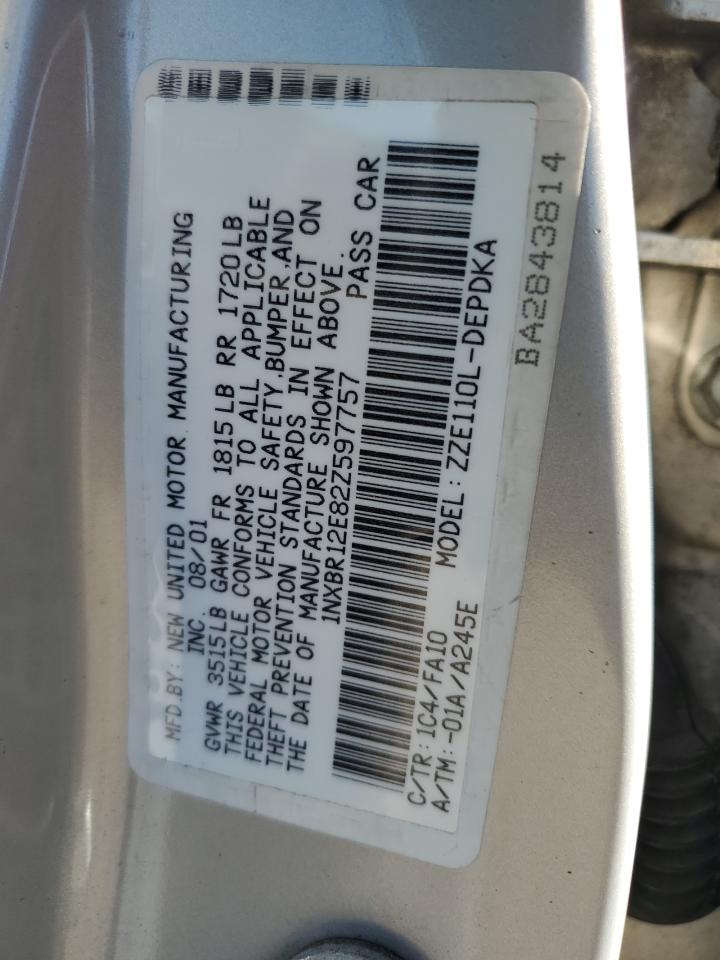 MFD.BY: NEW UNITED MOTOR MANUFACTURING
INC. 08/01
GVWR 3515LB GAWR FR 1815LB RR 1720LB
THIS VEHICLE CONFORMS TO ALL APPLICABLE
FEDERAL MOTOR VEHICLE SAFETY,BUMPER,AND
THEFT PREVENTION STANDARDS IN EFFECT ON
THE DATE OF MANUFACTURE SHOWN ABOVE.
1NXBR12E82Z597757 PASS CAR
C/TR:1C4/FA10 MODEL:ZZE110L-DEPDKA
A/TM:-01A/A245E
BA2843814